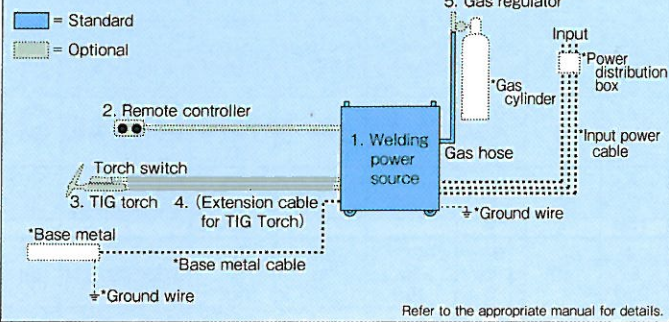 5. Gas regulator
= Standard
= Optional
Input
*Power
distribution
box
*Gas
cylinder
2. Remote controller
1. Welding
power
source
*Input power
cable
Gas hose
Torch switch
3. TIG torch
4. (Extension cable
for TIG Torch)
*Ground wire
*Base metal
*Base metal cable
*Ground wire
Refer to the appropriate manual for details.